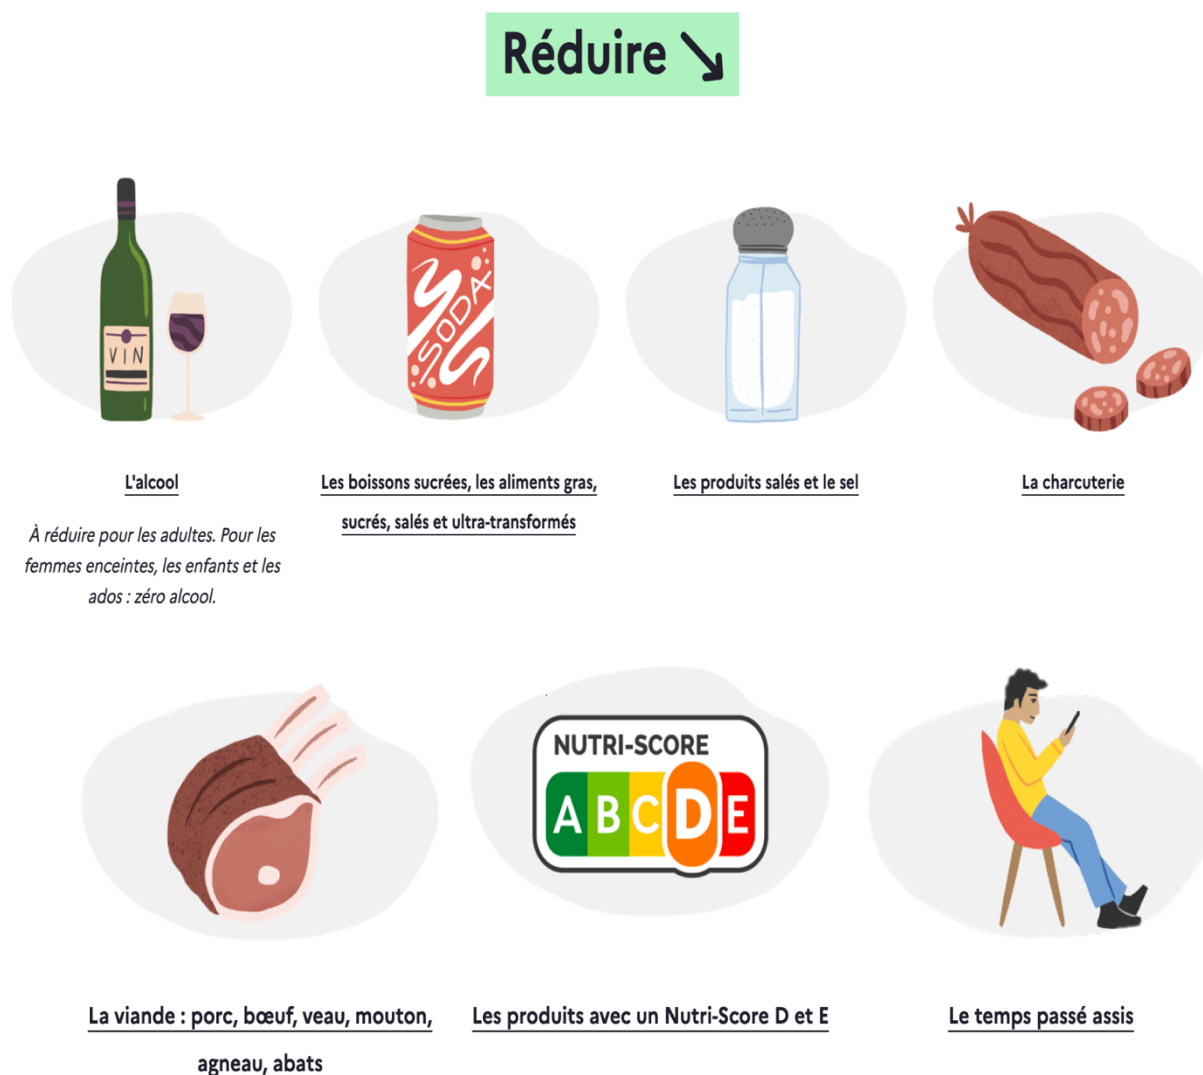 Réduire ↘
VIN
SODA
L'alcool
À réduire pour les adultes. Pour les
femmes enceintes, les enfants et les
ados : zéro alcool.
Les boissons sucrées, les aliments gras,
sucrés, salés et ultra-transformés
Les produits salés et le sel
La charcuterie
NUTRI-SCORE
A B C D E
La viande : porc, bœuf, veau, mouton,
agneau, abats
Les produits avec un Nutri-Score D et E
Le temps passé assis